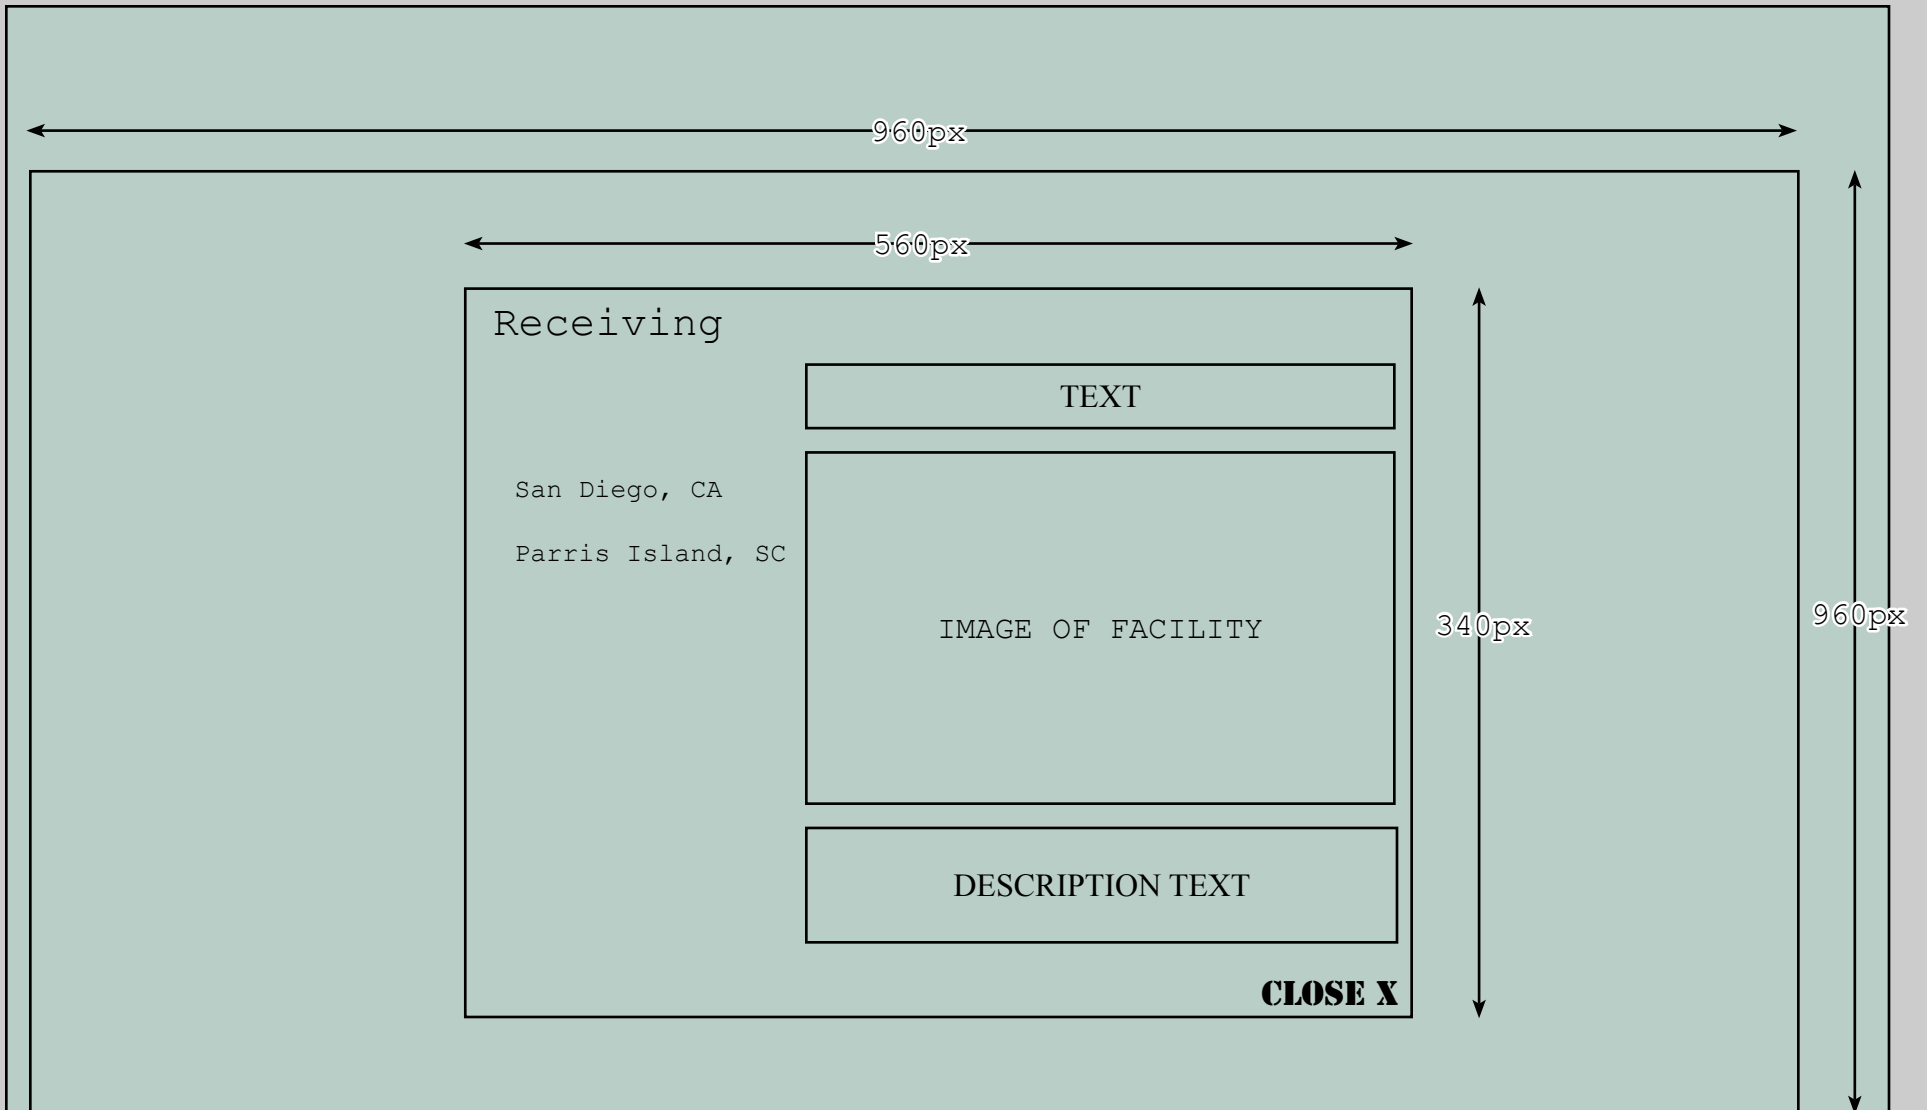 960px
560px
Receiving
TEXT
San Diego, CA
Parris Island, SC
IMAGE OF FACILITY
340px
960px
DESCRIPTION TEXT
CLOSE X